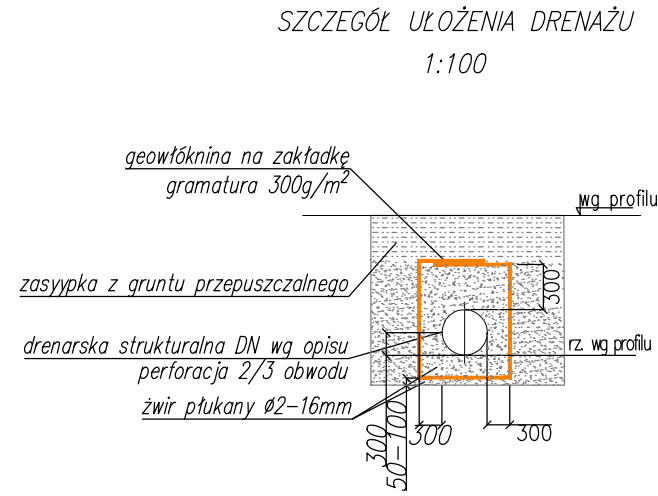 SZCZEGÓŁ UŁOŻENIA DRENAŻU
1:100
geowłóknina na zakładkę
gramatura 300g/m²
wg profilu
zasyypka z gruntu przepuszczalnego
300
drenarska strukturalna DN wg opisu
perforacja 2/3 obwodu
rz. wg profilu
żwir płukany Ø2-16mm
300
50-100
300
300